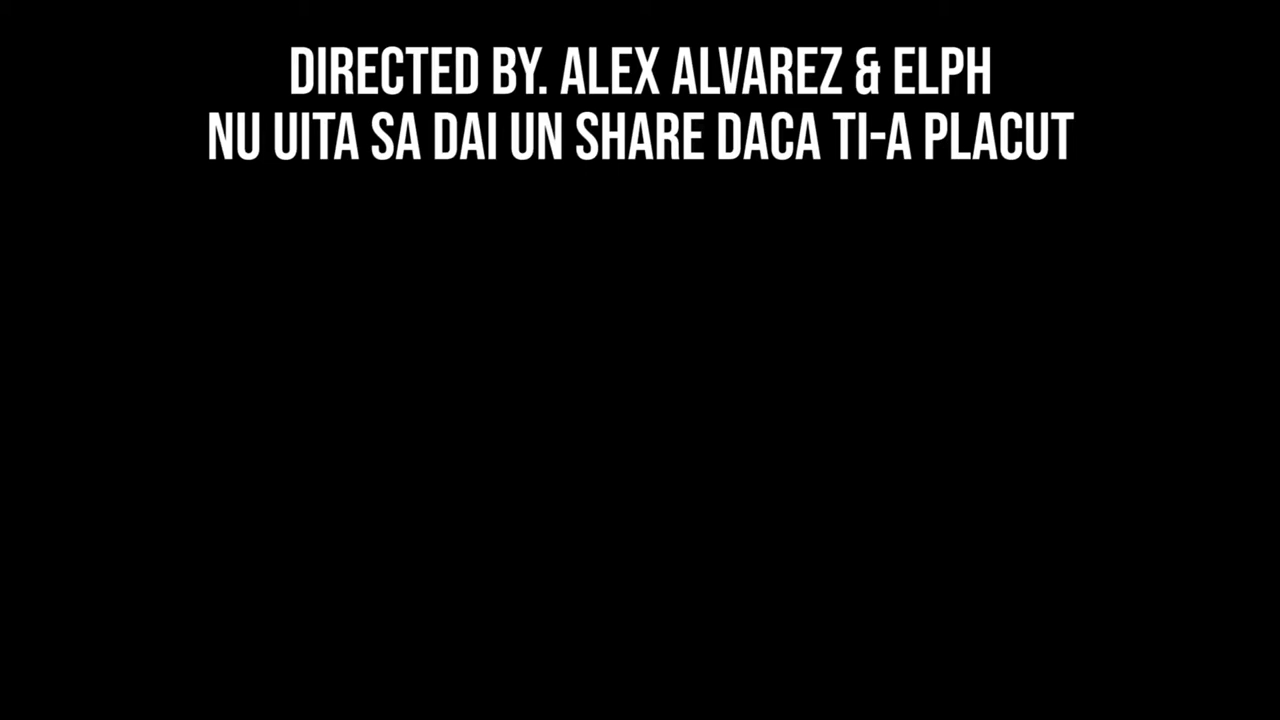 DIRECTED BY. ALEX ALVAREZ & ELPH
NU UITA SA DAI UN SHARE DACA TI-A PLACUT